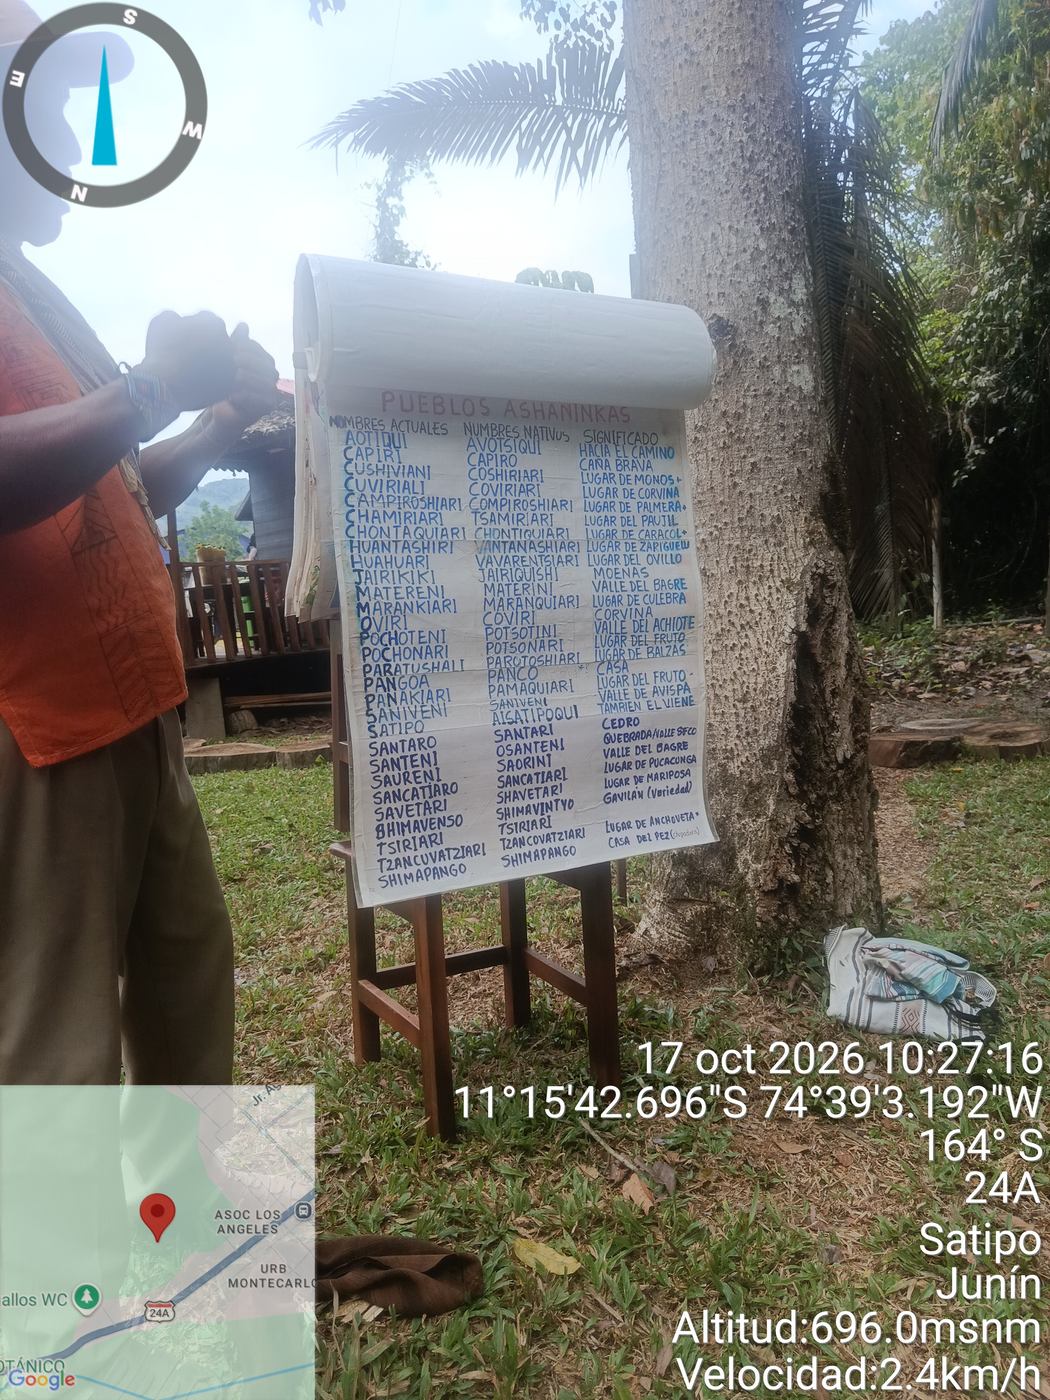 S
E
W
N
PUEBLOS ASHANINKAS
NOMBRES ACTUALES NUMBRES NATIVOS SIGNIFICADO
AOTIQUI AVOTSIQUI HACIA EL CAMINO
CAPIRI CAPIRO CAÑA BRAVA
CUSHIVIANI COSHIRIARI LUGAR DE MONOS
CUVIRIALI COVIRIARI LUGAR DE CORVINA
CAMPIROSHIARI COMPIROSHIARI LUGAR DE PALMERA
CHAMIRIARI TSAMIRIARI LUGAR DEL PAUJIL
CHONTAQUIARI CHONTIQUIARI LUGAR DE CARACOL
HUANTASHIRI VANTANASHIARI LUGAR DE ZARIGUEU
HUAHUARI VAVARENTSIARI LUGAR DEL OVILLO
JAIRIKIKI JAIRIQUISHI MOENAS
MATERENI MATERINI VALLE DEL BAGRE
MARANKIARI MARANQUIARI LUGAR DE CULEBRA
OVIRI COVIRI CORVINA
POCHOTENI POTSOTINI VALLE DEL ACHIOTE
POCHONARI POTSONARI LUGAR DEL FRUTO
PARATUSHALI PAROTOSHIARI LUGAR DE BALZAS
PANGOA PANCO CASA
PANAKIARI PAMAQUIARI LUGAR DEL FRUTO
SANIVENI SANIVENI VALLE DE AVISPA
SATIPO AISATIPOQUI TAMBIEN EL VIENE
SANTARO SANTARI CEDRO
SANTENI OSANTENI QUEBRADA/VALLE SECO
SAURENI SAORINI VALLE DEL BAGRE
SANCATIARO SANCATIARI LUGAR DE PUCACUNGA
SAVETARI SHAVETARI LUGAR DE MARIPOSA
SHIMAVENSO SHIMAVINTYO GAVILÁN (Variedad)
TSIRIARI TSIRIARI
TZANCUVATZIARI TZANCOVATZIARI LUGAR DE ANCHOVETA
SHIMAPANGO SHIMAPANGO CASA DEL PEZ
17 oct 2026 10:27:16
11°15'42.696"S 74°39'3.192"W
164° S
24A
Satipo
Junín
Altitud:696.0msnm
Velocidad:2.4km/h
ASOC LOS
ANGELES
URB
MONTECARLO
allos WC
24A
OTÁNICO
Google